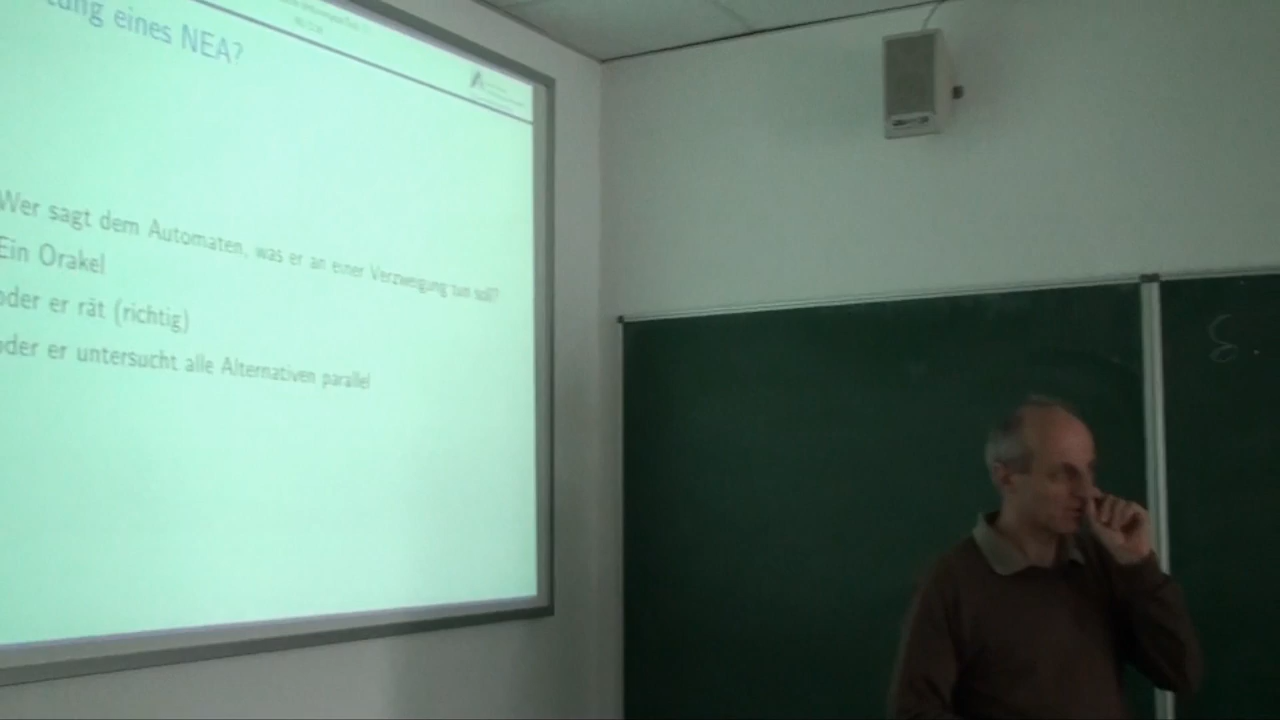 eines NEA?
Wer sagt dem Automaten, was er an einer Verzweigung tun soll?
Ein Orakel
oder er rät (richtig)
oder er untersucht alle Alternativen parallel